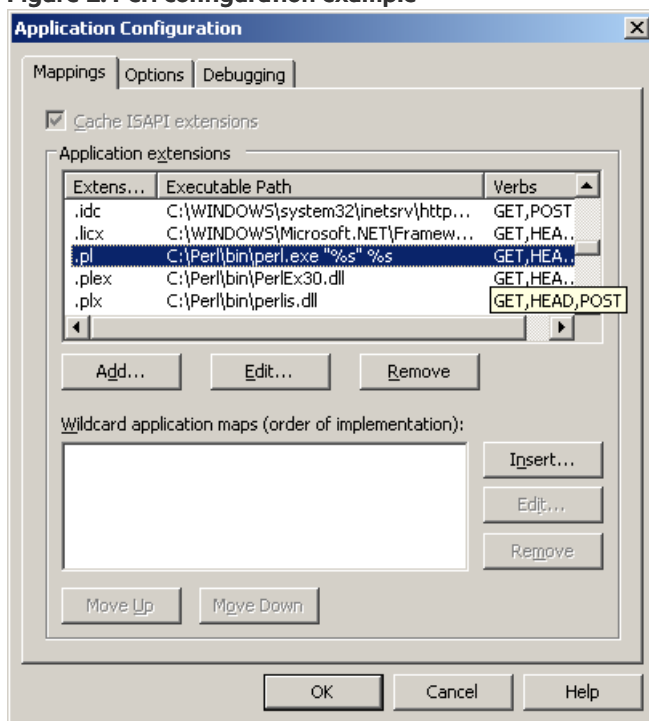 Figure 2. Perl configuration example
Application Configuration
Mappings Options Debugging
Cache ISAPI extensions
Application extensions
Extens... Executable Path Verbs
.idc C:\WINDOWS\system32\inetsrv\http... GET,POST
.licx C:\WINDOWS\Microsoft.NET\Framew... GET,HEA...
.pl C:\Perl\bin\perl.exe "%s" %s GET,HEA...
.plex C:\Perl\bin\PerlEx30.dll GET,HEA...
.plx C:\Perl\bin\perlis.dll GET,HEAD,POST
Add... Edit... Remove
Wildcard application maps (order of implementation):
Insert...
Edit...
Remove
Move Up Move Down
OK Cancel Help